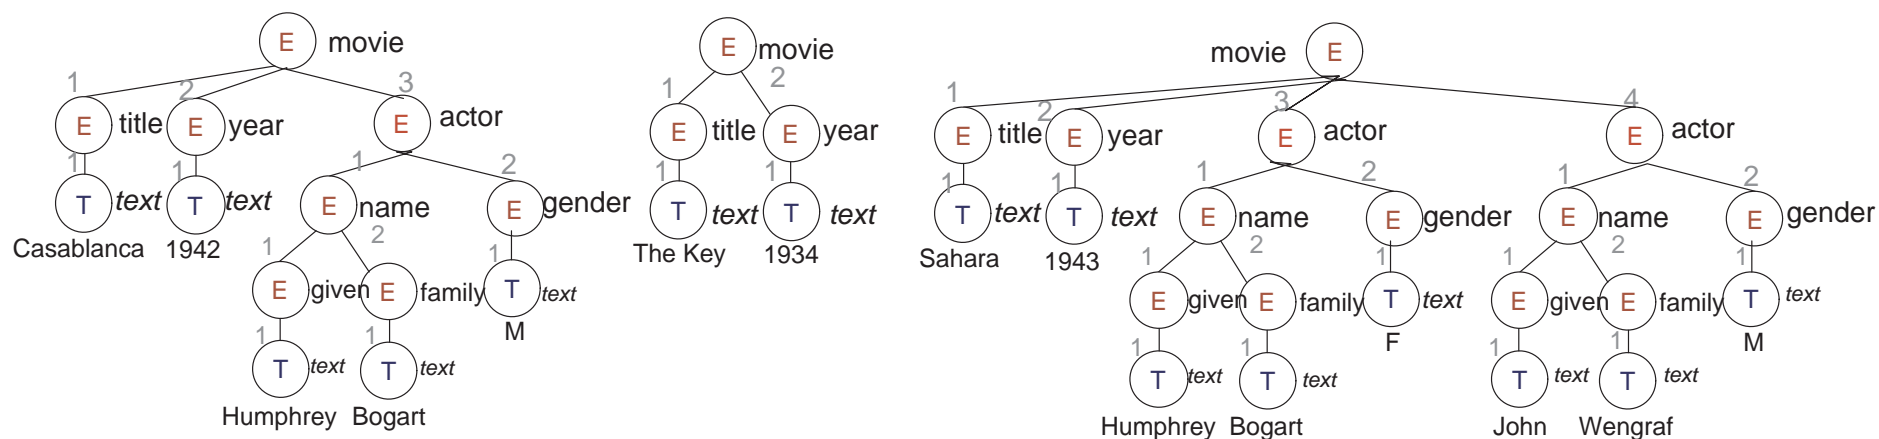 E movie
1 2 3
E title E year E actor
1 1 1 2
T text T text E name E gender
Casablanca 1942
1 2 1
E given E family T text
M
1 1
T text T text
Humphrey Bogart
E movie
1 2
E title E year
1 1
T text T text
The Key 1934
movie E
1 2 3 4
E title E year E actor E actor
1 1 1 2 1 2
T text T text E name E gender E name E gender
Sahara 1943
1 2 1 1 2 1
E given E family T text E given E family T text
F M
1 1 1 1
T text T text T text T text
Humphrey Bogart John Wengraf